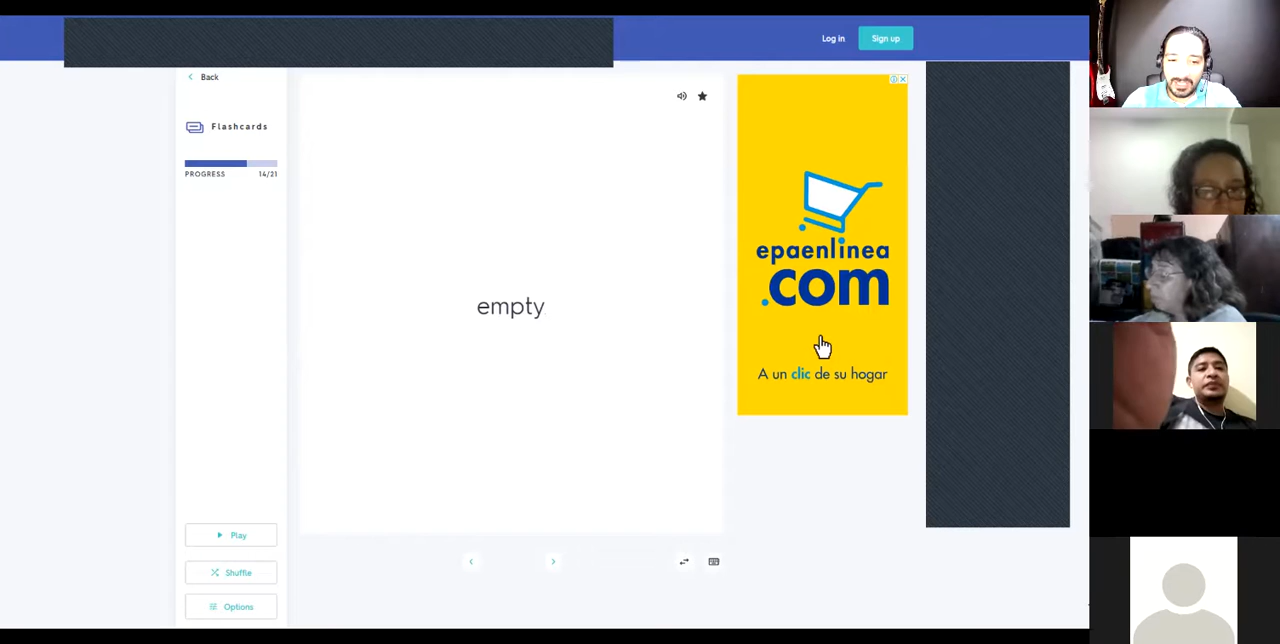 Log in
Sign up
Back
Flashcards
PROGRESS 14/21
empty
epaenlinea
.com
A un clic de su hogar
Play
Shuffle
Options